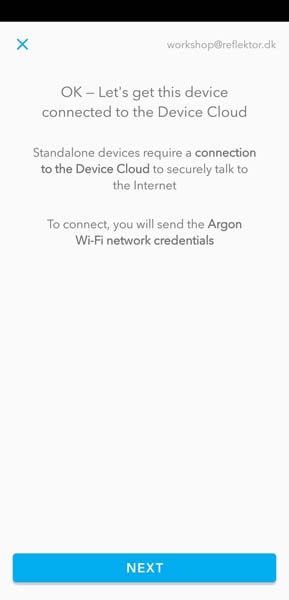 workshop@reflektor.dk
OK – Let's get this device
connected to the Device Cloud
Standalone devices require a connection
to the Device Cloud to securely talk to
the Internet
To connect, you will send the Argon
Wi-Fi network credentials
NEXT